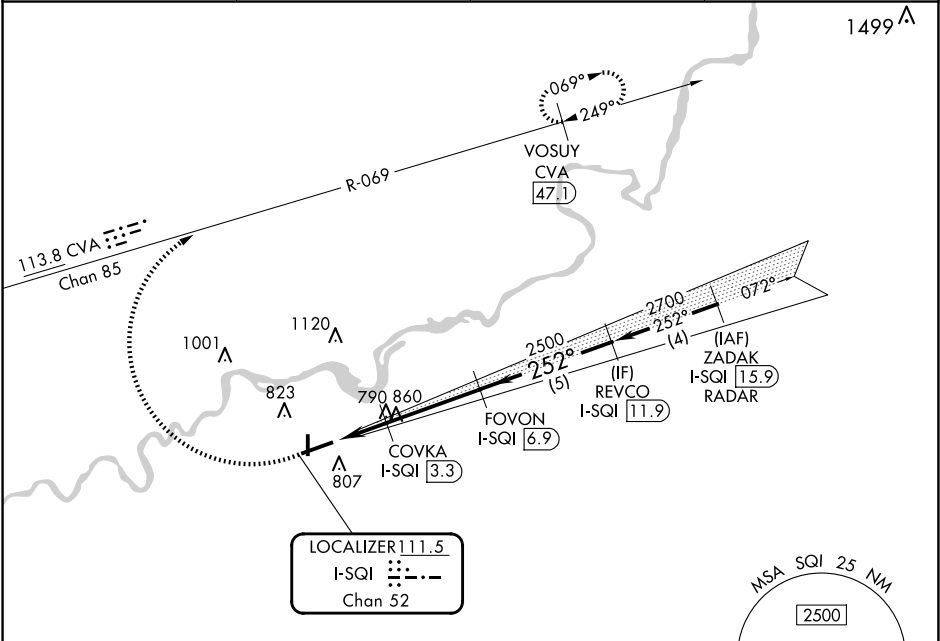 1499
069°
249°
VOSUY
CVA
47.1
R-069
113.8 CVA
Chan 85
2700
072°
252°
(4)
(IAF)
ZADAK
I-SQI 15.9
RADAR
2500
252°
(5)
(IF)
REVCO
I-SQI 11.9
1120
1001
823
790 860
FOVON
I-SQI 6.9
COVKA
I-SQI 3.3
807
LOCALIZER 111.5
I-SQI
Chan 52
MSA SQI 25 NM
2500